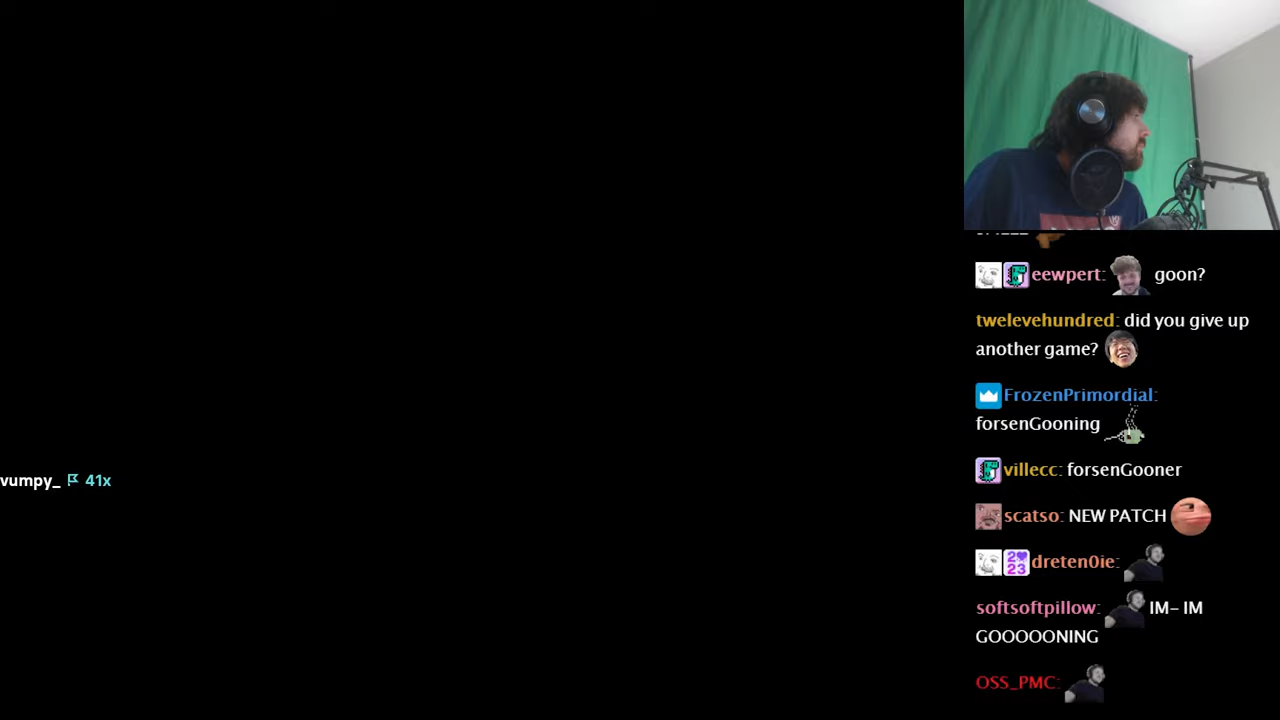 eewpert: goon?
twelevehundred: did you give up
another game?
FrozenPrimordial:
forsenGooning
vumpy_ 41x
villecc: forsenGooner
scatso: NEW PATCH
2023
dreten0ie:
softsoftpillow: IM- IM
GOOOOONING
OSS_PMC: